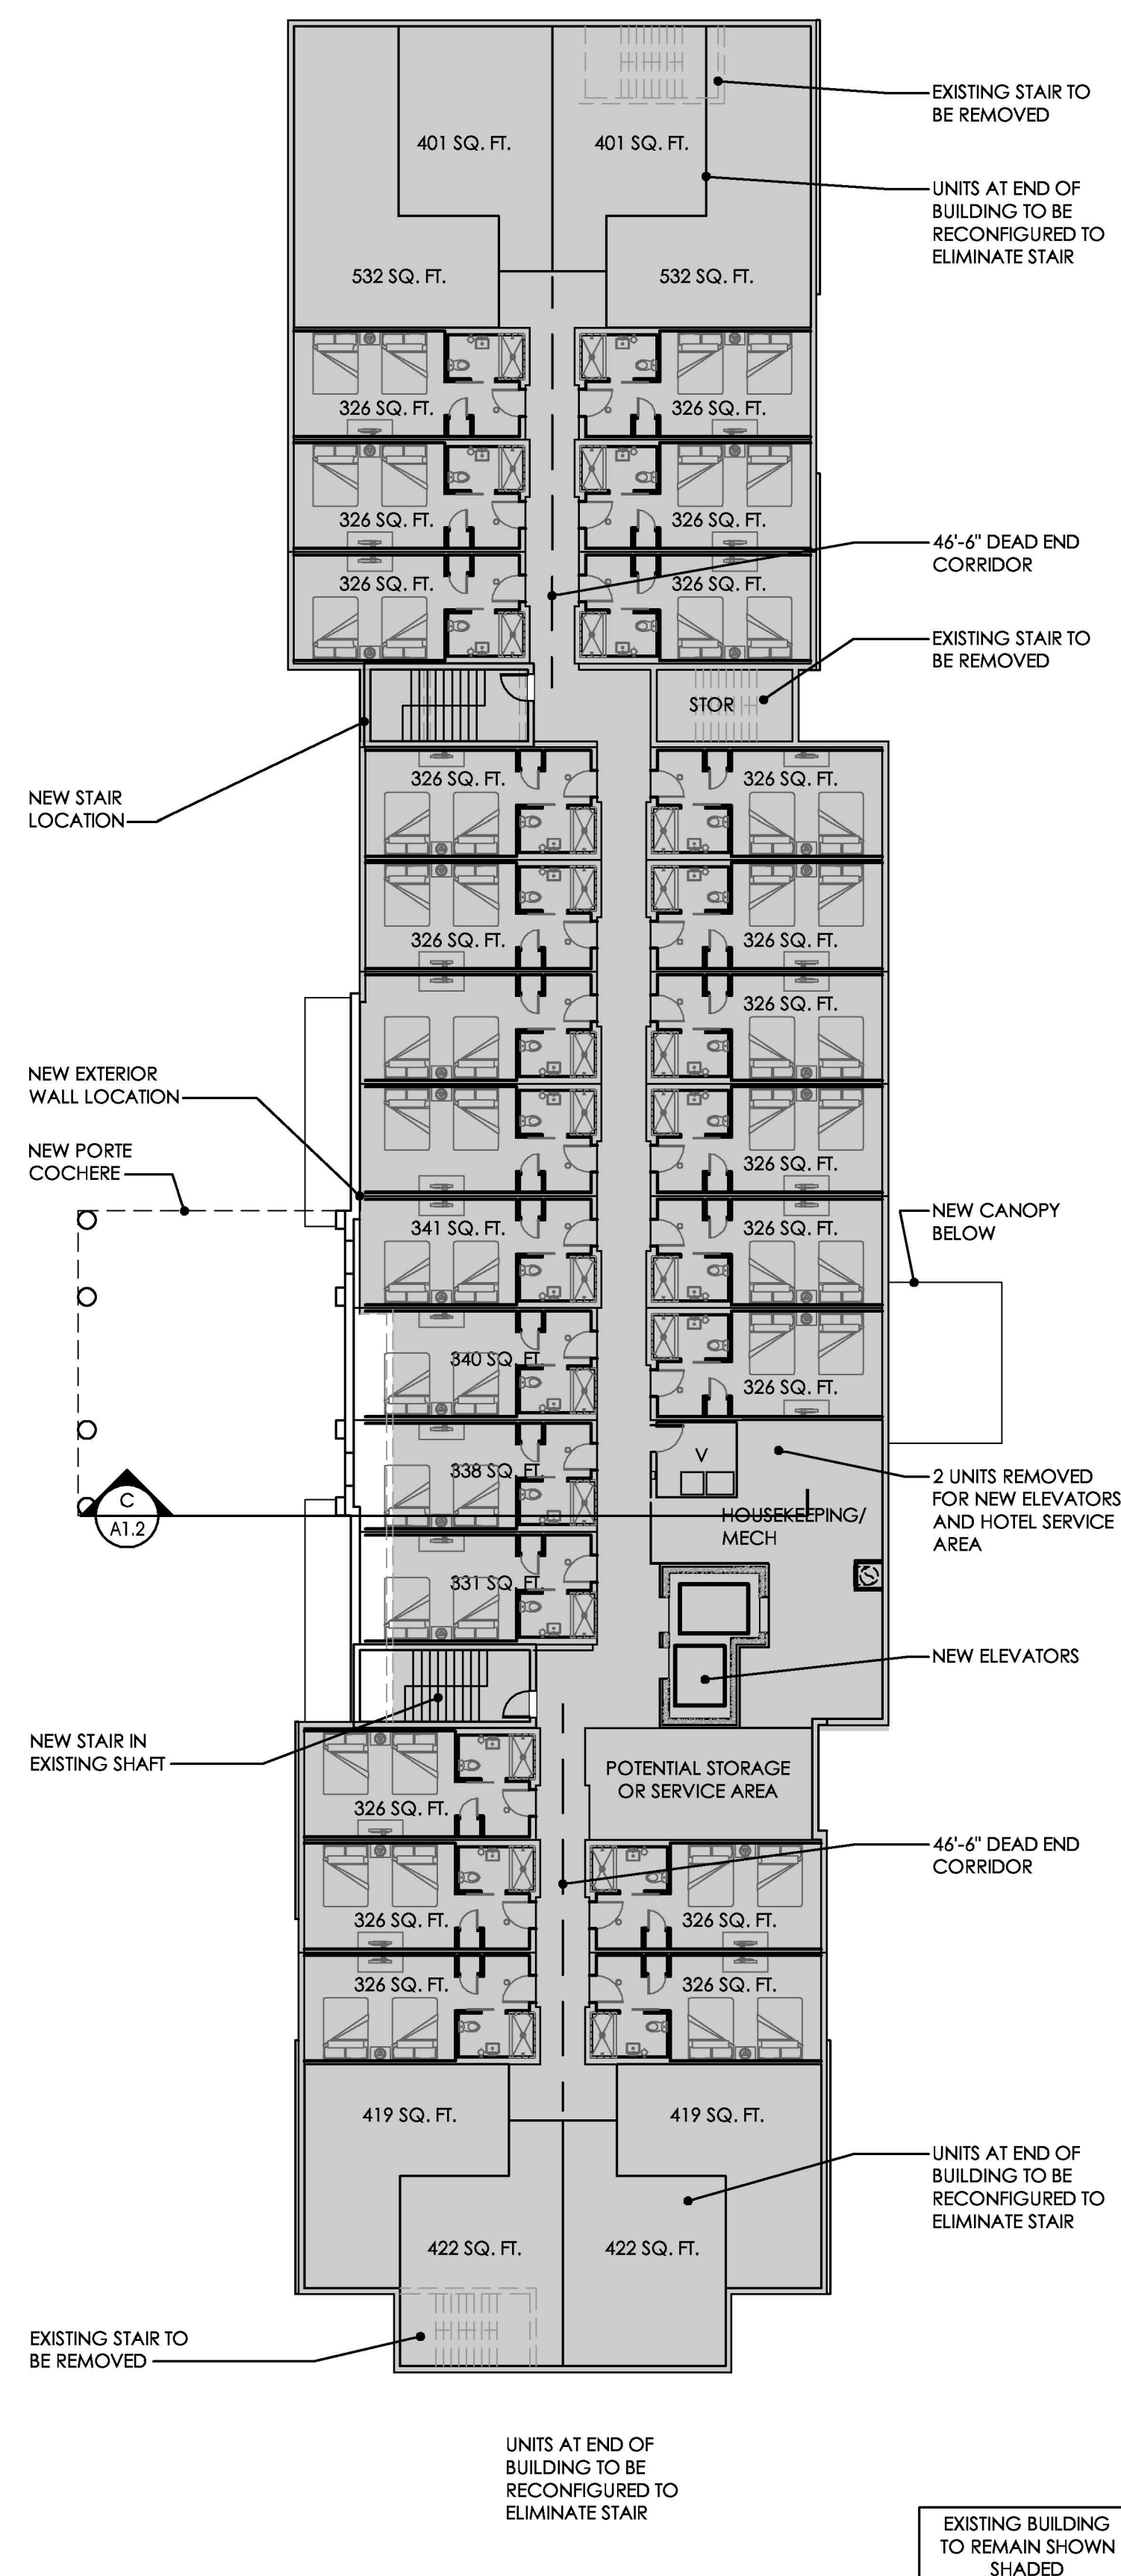 EXISTING STAIR TO
BE REMOVED
401 SQ. FT.
401 SQ. FT.
UNITS AT END OF
BUILDING TO BE
RECONFIGURED TO
ELIMINATE STAIR
532 SQ. FT.
532 SQ. FT.
326 SQ. FT.
326 SQ. FT.
326 SQ. FT.
326 SQ. FT.
46'-6" DEAD END
CORRIDOR
326 SQ. FT.
326 SQ. FT.
EXISTING STAIR TO
BE REMOVED
STOR
NEW STAIR
LOCATION
326 SQ. FT.
326 SQ. FT.
326 SQ. FT.
326 SQ. FT.
326 SQ. FT.
NEW EXTERIOR
WALL LOCATION
NEW PORTE
COCHERE
326 SQ. FT.
341 SQ. FT.
326 SQ. FT.
NEW CANOPY
BELOW
340 SQ. FT.
326 SQ. FT.
338 SQ. FT.
V
2 UNITS REMOVED
FOR NEW ELEVATORS
AND HOTEL SERVICE
AREA
C
A1.2
HOUSEKEEPING/
MECH
331 SQ. FT.
NEW ELEVATORS
NEW STAIR IN
EXISTING SHAFT
POTENTIAL STORAGE
OR SERVICE AREA
326 SQ. FT.
46'-6" DEAD END
CORRIDOR
326 SQ. FT.
326 SQ. FT.
326 SQ. FT.
326 SQ. FT.
419 SQ. FT.
419 SQ. FT.
UNITS AT END OF
BUILDING TO BE
RECONFIGURED TO
ELIMINATE STAIR
422 SQ. FT.
422 SQ. FT.
EXISTING STAIR TO
BE REMOVED
UNITS AT END OF
BUILDING TO BE
RECONFIGURED TO
ELIMINATE STAIR
EXISTING BUILDING
TO REMAIN SHOWN
SHADED